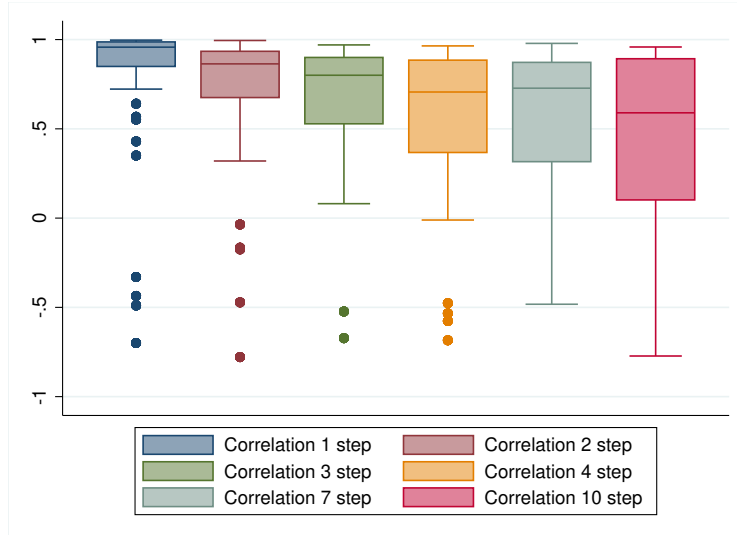 1
.5
0
-.5
-1
Correlation 1 step
Correlation 2 step
Correlation 3 step
Correlation 4 step
Correlation 7 step
Correlation 10 step